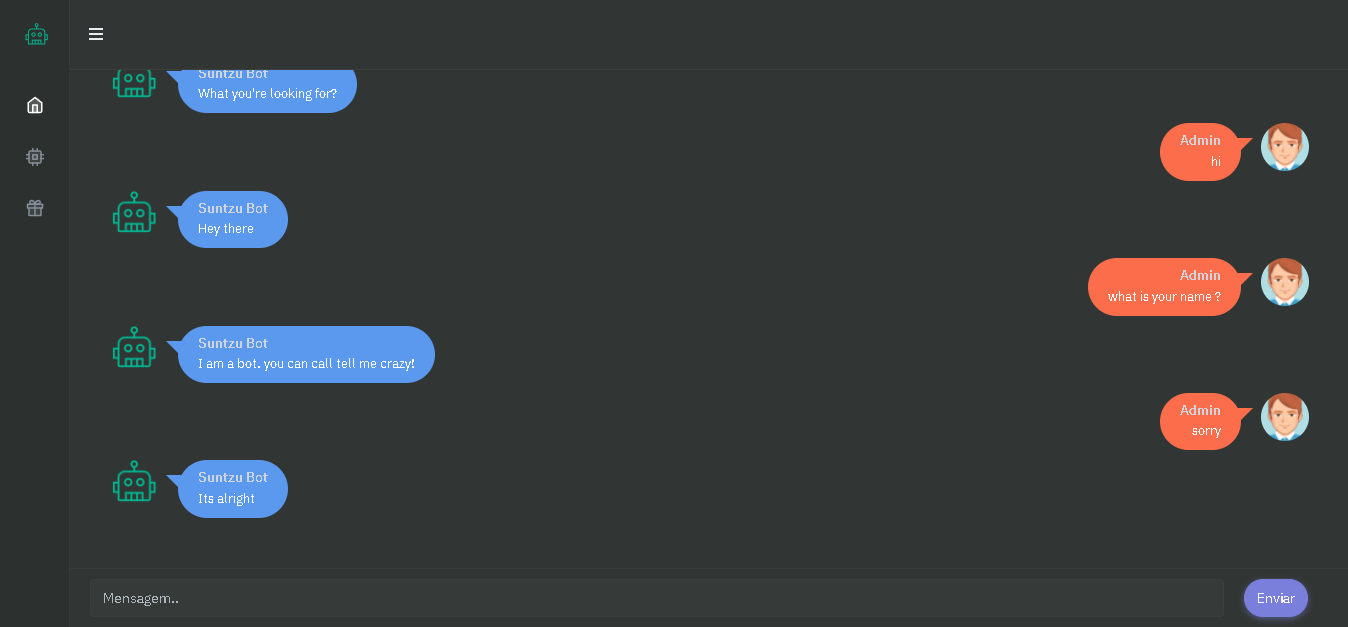 Suntzu Bot
What you're looking for?
Admin
hi
Suntzu Bot
Hey there
Admin
what is your name ?
Suntzu Bot
I am a bot. you can call tell me crazy!
Admin
sorry
Suntzu Bot
Its alright
Mensagem..
Enviar